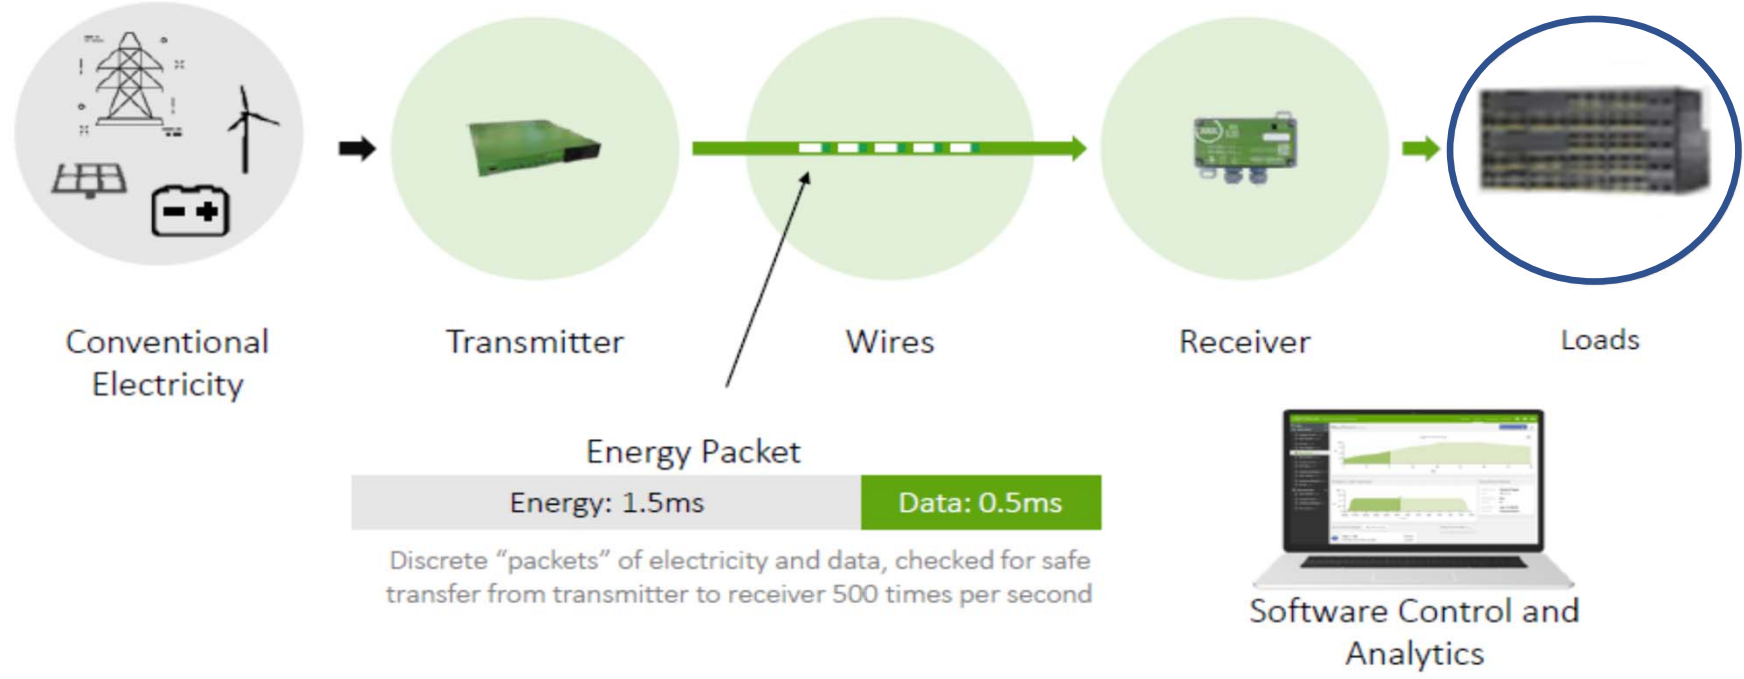 Conventional
Electricity
Transmitter
Wires
Receiver
Loads
Energy Packet
Energy: 1.5ms
Data: 0.5ms
Discrete “packets” of electricity and data, checked for safe
transfer from transmitter to receiver 500 times per second
Software Control and
Analytics